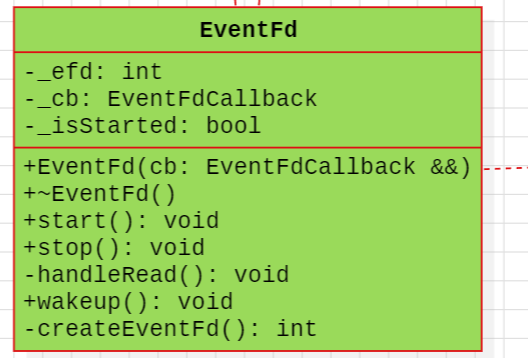 EventFd
-_efd: int
-_cb: EventFdCallback
-_isStarted: bool
+EventFd(cb: EventFdCallback &&)
+~EventFd()
+start(): void
+stop(): void
-handleRead(): void
+wakeup(): void
-createEventFd(): int